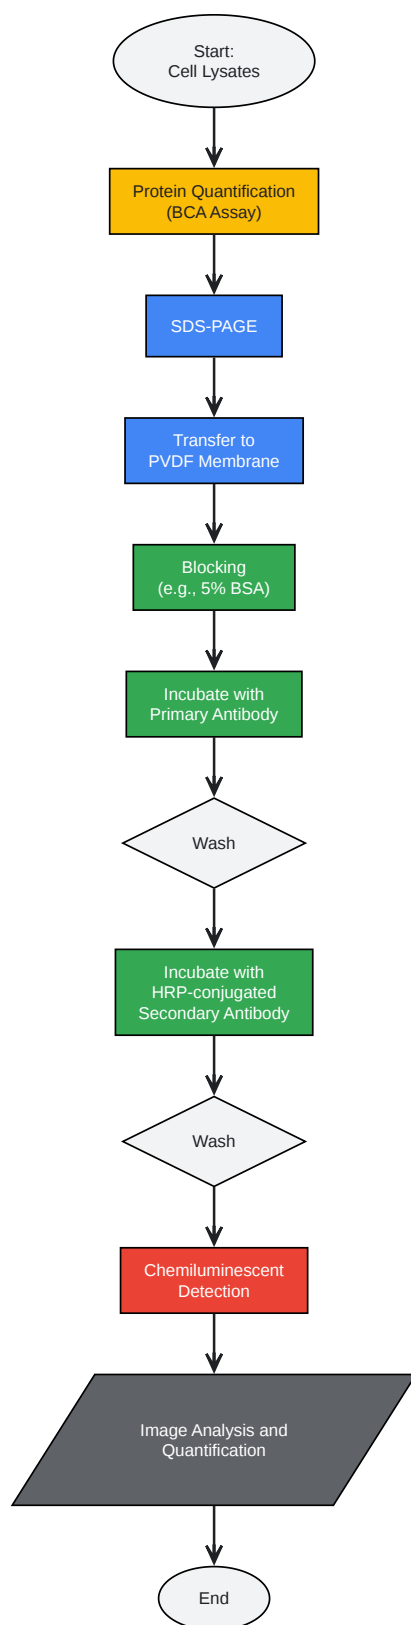 Start:
Cell Lysates
Protein Quantification
(BCA Assay)
SDS-PAGE
Transfer to
PVDF Membrane
Blocking
(e.g., 5% BSA)
Incubate with
Primary Antibody
Wash
Incubate with
HRP-conjugated
Secondary Antibody
Wash
Chemiluminescent
Detection
Image Analysis and
Quantification
End